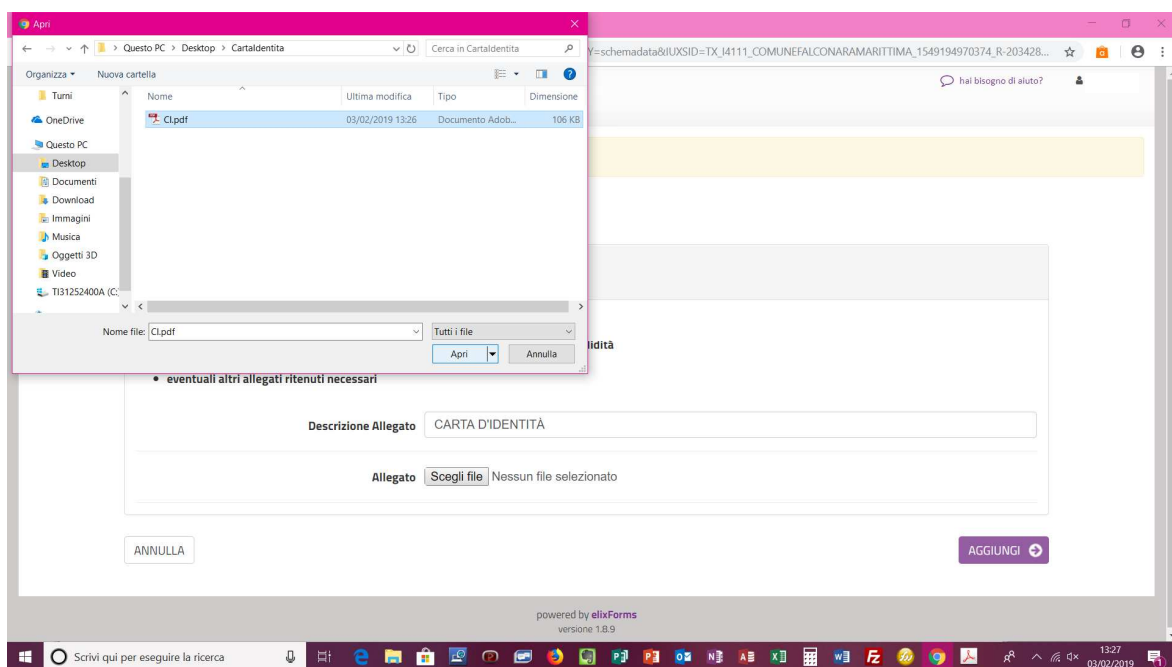 Apri
Questo PC > Desktop > CartaIdentita
Cerca in CartaIdentita
Y=schemadata&IUXSID=TX_I4111_COMUNEFALCONARAMARITTIMA_1549194970374_R-203428...
Organizza
Nuova cartella
hai bisogno di aiuto?
Turni
Nome
Ultima modifica
Tipo
Dimensione
OneDrive
CI.pdf
03/02/2019 13:26
Documento Adob...
106 KB
Questo PC
Desktop
Documenti
Download
Immagini
Musica
Oggetti 3D
Video
TI31252400A (C:
Nome file: CI.pdf
Tutti i file
Apri
Annulla
lidità
• eventuali altri allegati ritenuti necessari
Descrizione Allegato
CARTA D'IDENTITÀ
Allegato
Scegli file Nessun file selezionato
ANNULLA
AGGIUNGI
powered by elixForms
versione 1.8.9
Scrivi qui per eseguire la ricerca
13:27
03/02/2019